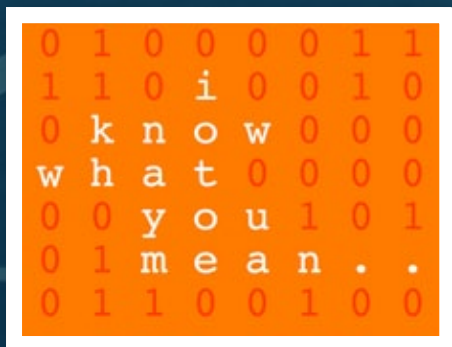 0 1 0 0 0 0 1 1
1 1 0 i 0 0 1 0
0 k n o w 0 0 0
w h a t 0 0 0 0
0 0 y o u 1 0 1
0 1 m e a n . .
0 1 1 0 0 1 0 0